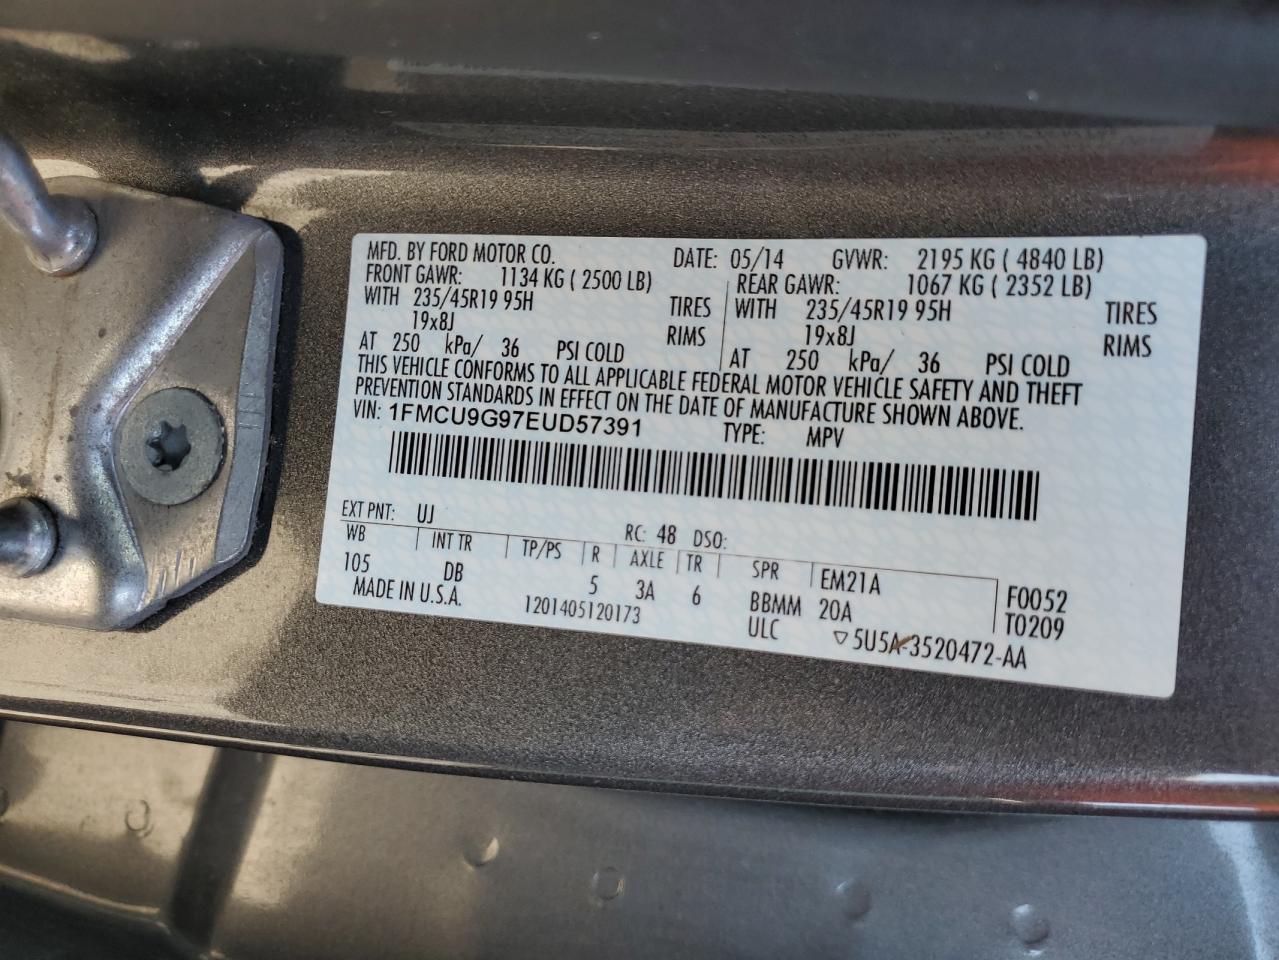 MFD. BY FORD MOTOR CO. DATE: 05/14 GVWR: 2195 KG ( 4840 LB)
FRONT GAWR: 1134 KG ( 2500 LB) REAR GAWR: 1067 KG ( 2352 LB)
WITH 235/45R19 95H TIRES WITH 235/45R19 95H TIRES
19x8J RIMS 19x8J RIMS
AT 250 kPa/ 36 PSI COLD AT 250 kPa/ 36 PSI COLD
THIS VEHICLE CONFORMS TO ALL APPLICABLE FEDERAL MOTOR VEHICLE SAFETY AND THEFT
PREVENTION STANDARDS IN EFFECT ON THE DATE OF MANUFACTURE SHOWN ABOVE.
VIN: 1FMCU9G97EUD57391 TYPE: MPV
EXT PNT: UJ RC: 48 DSO:
WB INT TR TP/PS R AXLE TR SPR EM21A F0052
105 DB 5 3A 6 BBMM 20A T0209
MADE IN U.S.A. 1201405120173 ULC ▽5U5A-3520472-AA